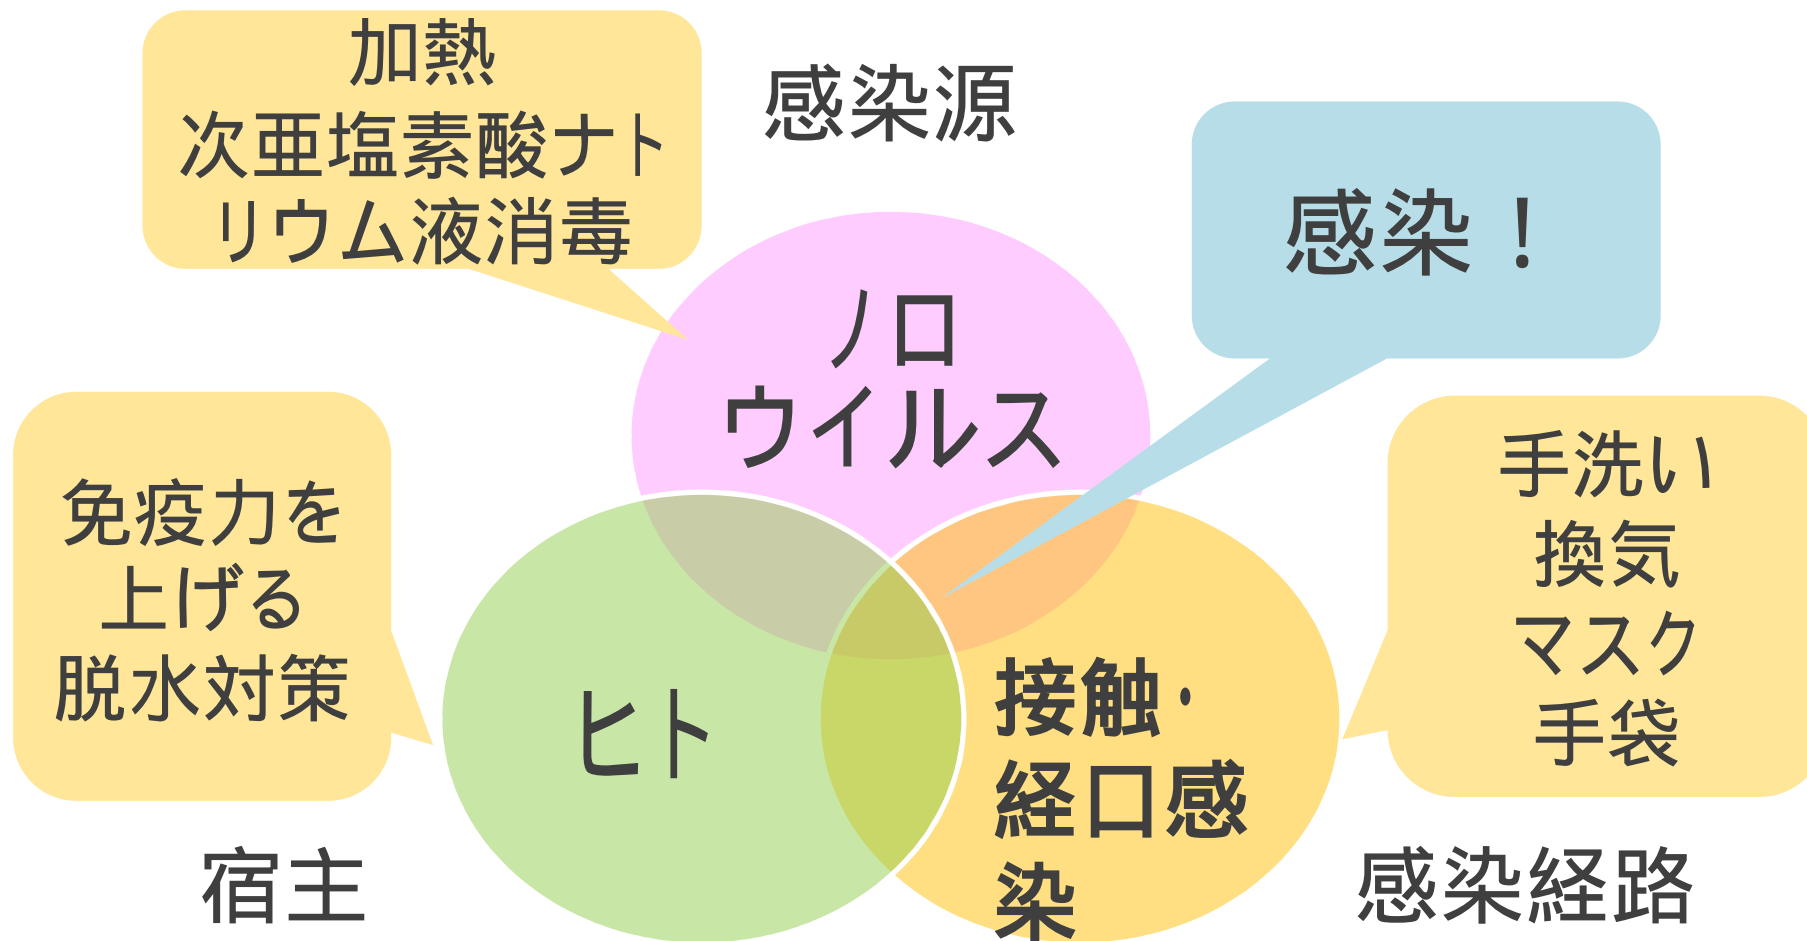 加熱
次亜塩素酸ナト
リウム液消毒
感染源
感染！
ノロ
ウイルス
免疫力を
上げる
脱水対策
手洗い
換気
マスク
手袋
ヒト
接触・
経口感
染
宿主
感染経路